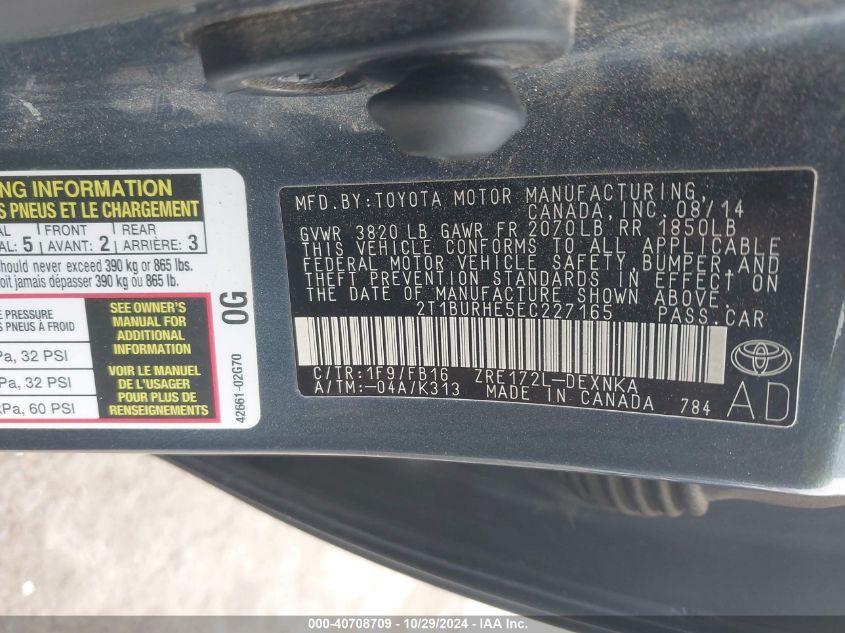 NG INFORMATION
S PNEUS ET LE CHARGEMENT
AL FRONT REAR
AL: 5 AVANT: 2 ARRIÈRE: 3
hould never exceed 390 kg or 865 lbs.
oit jamais dépasser 390 kg ou 865 lb.
E PRESSURE
S PNEUS À FROID
Pa, 32 PSI
Pa, 32 PSI
kPa, 60 PSI
SEE OWNER'S
MANUAL FOR
ADDITIONAL
INFORMATION
VOIR LE MANUEL
DE L'USAGER
POUR PLUS DE
RENSEIGNEMENTS
0G
42661-02G70
MFD.BY:TOYOTA MOTOR MANUFACTURING,
CANADA, INC. 08/14
GVWR 3820 LB GAWR FR 2070LB RR 1850LB
THIS VEHICLE CONFORMS TO ALL APPLICABLE
FEDERAL MOTOR VEHICLE SAFETY, BUMPER, AND
THEFT PREVENTION STANDARDS IN EFFECT ON
THE DATE OF MANUFACTURE SHOWN ABOVE.
2T1BURHE5EC227165 PASS.CAR
C/TR:1F9/FB16 ZRE172L-DEXNKA
A/TM:-04A/K313 MADE IN CANADA 784
AD
TOYOTA
000-40708709 - 10/29/2024 - IAAI.com